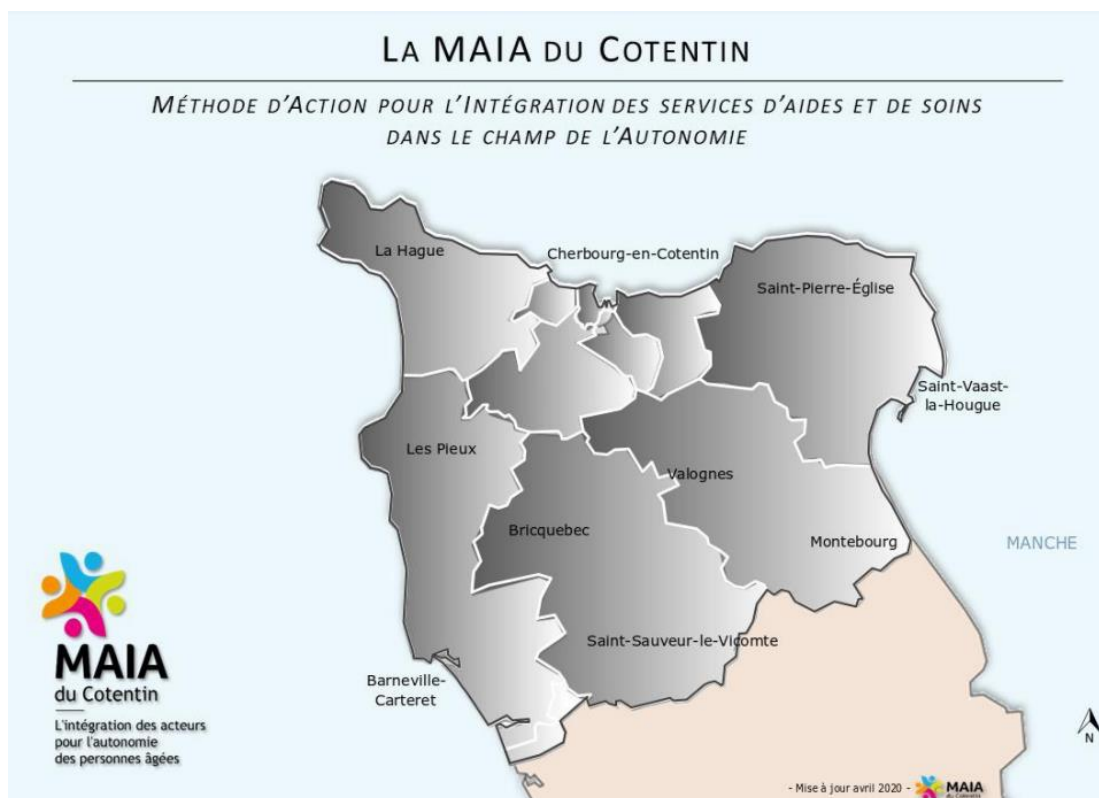 LA MAIA DU COTENTIN
MÉTHODE D'ACTION POUR L'INTÉGRATION DES SERVICES D'AIDES ET DE SOINS
DANS LE CHAMP DE L'AUTONOMIE
La Hague
Cherbourg-en-Cotentin
Saint-Pierre-Église
Saint-Vaast-
la-Hougue
Les Pieux
Valognes
Bricquebec
Montebourg
MANCHE
Saint-Sauveur-le-Vicomte
Barneville-
Carteret
MAIA
du Cotentin
L'intégration des acteurs
pour l'autonomie
des personnes âgées
N
- Mise à jour avril 2020 -
MAIA
du Cotentin